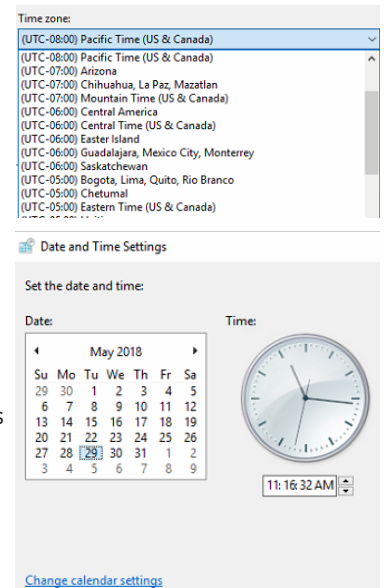 Time zone:
(UTC-08:00) Pacific Time (US & Canada)
(UTC-08:00) Pacific Time (US & Canada)
(UTC-07:00) Arizona
(UTC-07:00) Chihuahua, La Paz, Mazatlan
(UTC-07:00) Mountain Time (US & Canada)
(UTC-06:00) Central America
(UTC-06:00) Central Time (US & Canada)
(UTC-06:00) Easter Island
(UTC-06:00) Guadalajara, Mexico City, Monterrey
(UTC-06:00) Saskatchewan
(UTC-05:00) Bogota, Lima, Quito, Rio Branco
(UTC-05:00) Chetumal
(UTC-05:00) Eastern Time (US & Canada)
Date and Time Settings
Set the date and time:
Date: Time:
May 2018
Su Mo Tu We Th Fr Sa
29 30 1 2 3 4 5
6 7 8 9 10 11 12
13 14 15 16 17 18 19
s
20 21 22 23 24 25 26
27 28 29 30 31 1 2
3 4 5 6 7 8 9
11:16:32 AM
Change calendar settings